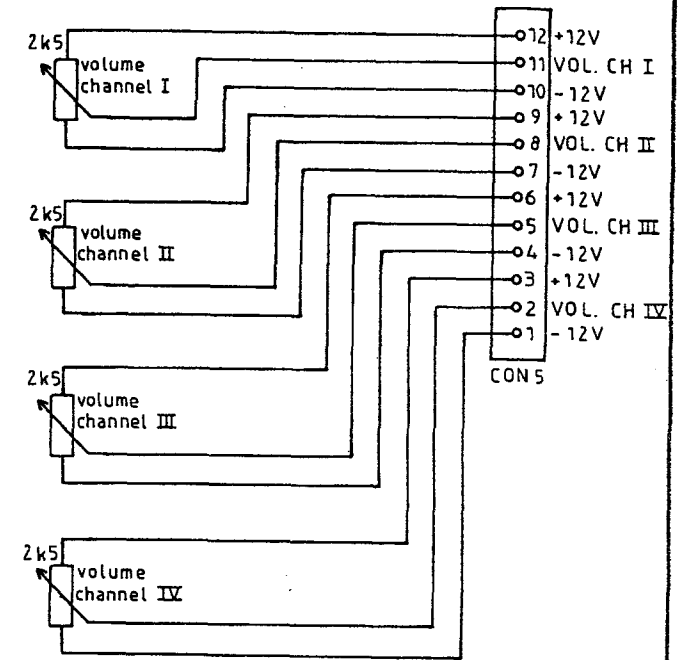 2k5
volume
channel I
2k5
volume
channel II
2k5
volume
channel III
2k5
volume
channel IV
12 +12V
11 VOL. CH I
10 -12V
9 +12V
8 VOL. CH II
7 -12V
6 +12V
5 VOL. CH III
4 -12V
3 +12V
2 VOL. CH IV
1 -12V
CON 5